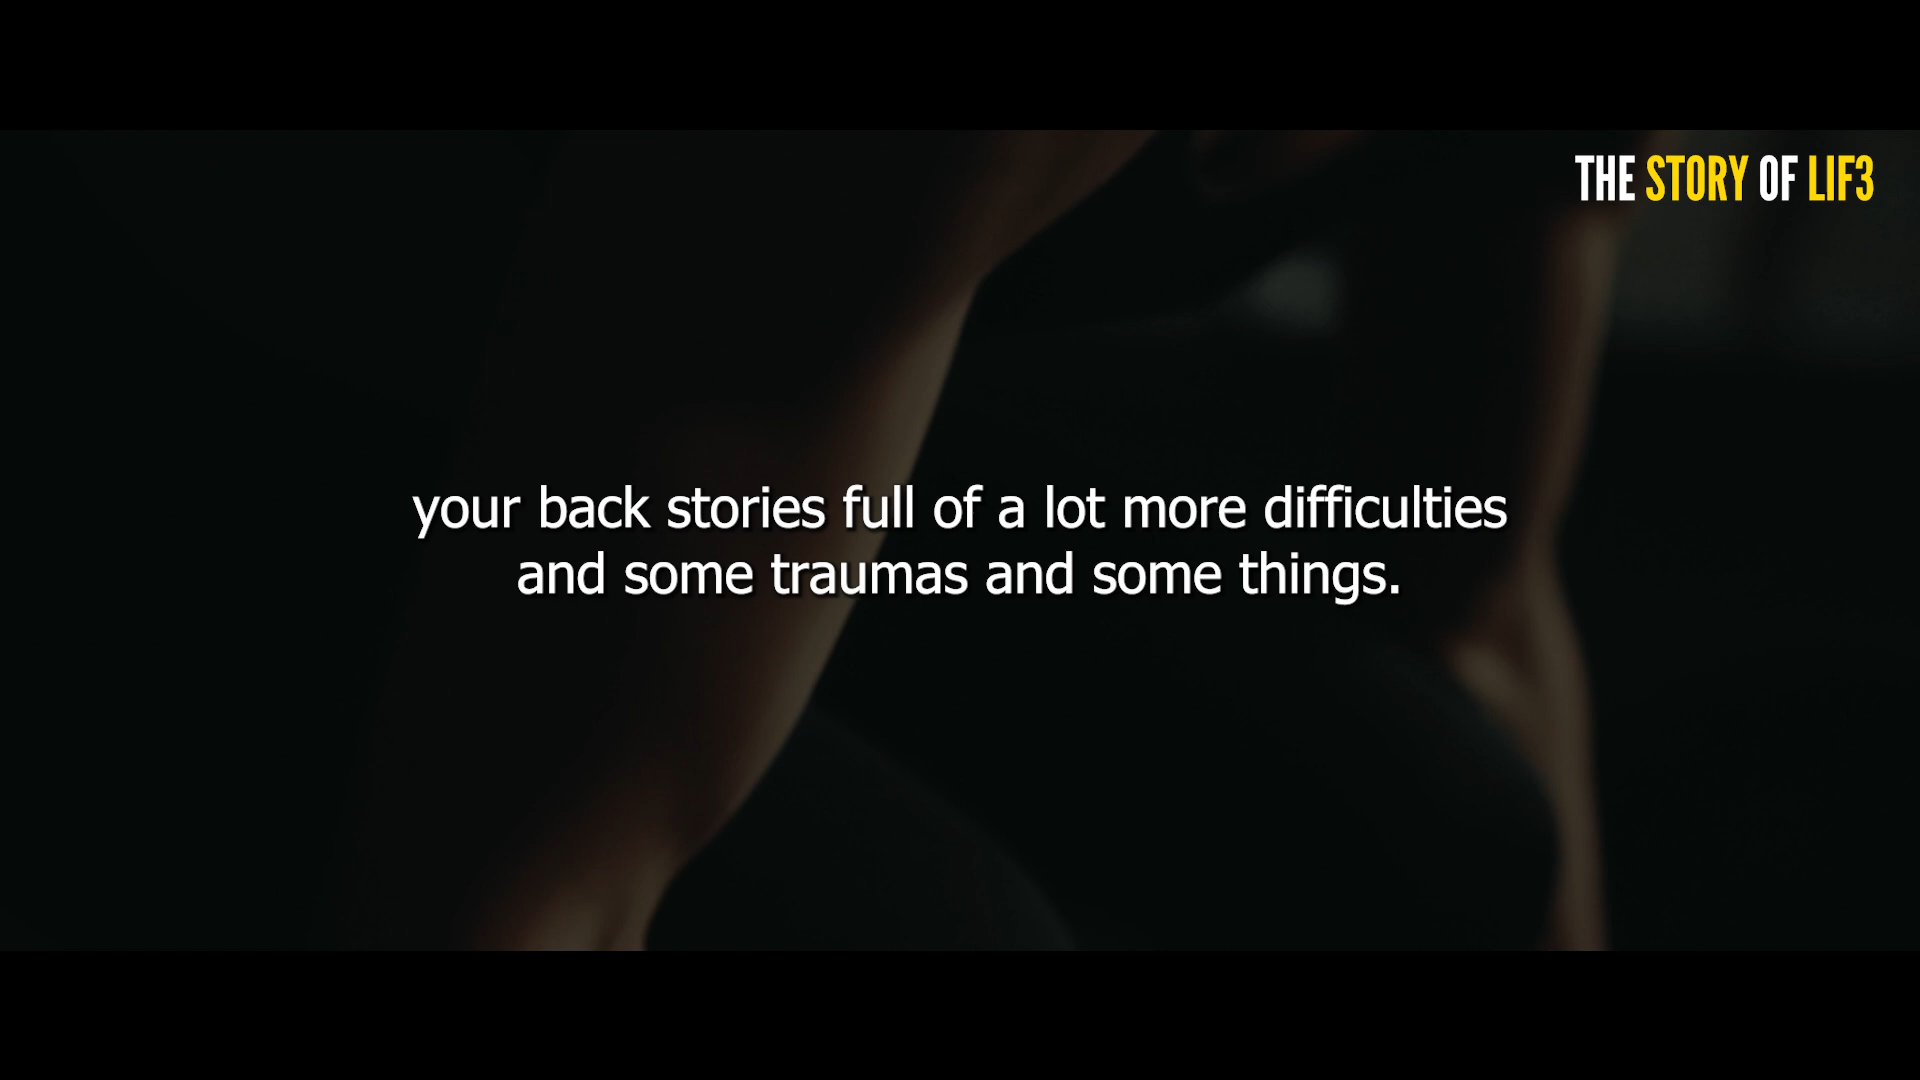 THE STORY OF LIF3
your back stories full of a lot more difficulties
and some traumas and some things.